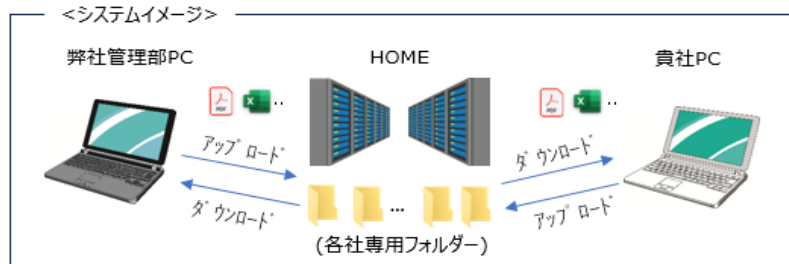 ＜システムイメージ＞
弊社管理部PC
HOME
貴社PC
PDF
X
..
PDF
X
..
ｱｯﾌﾟﾛｰﾄﾞ
ﾀﾞｳﾝﾛｰﾄﾞ
ﾀﾞｳﾝﾛｰﾄﾞ
ｱｯﾌﾟﾛｰﾄﾞ
...
(各社専用フォルダー)